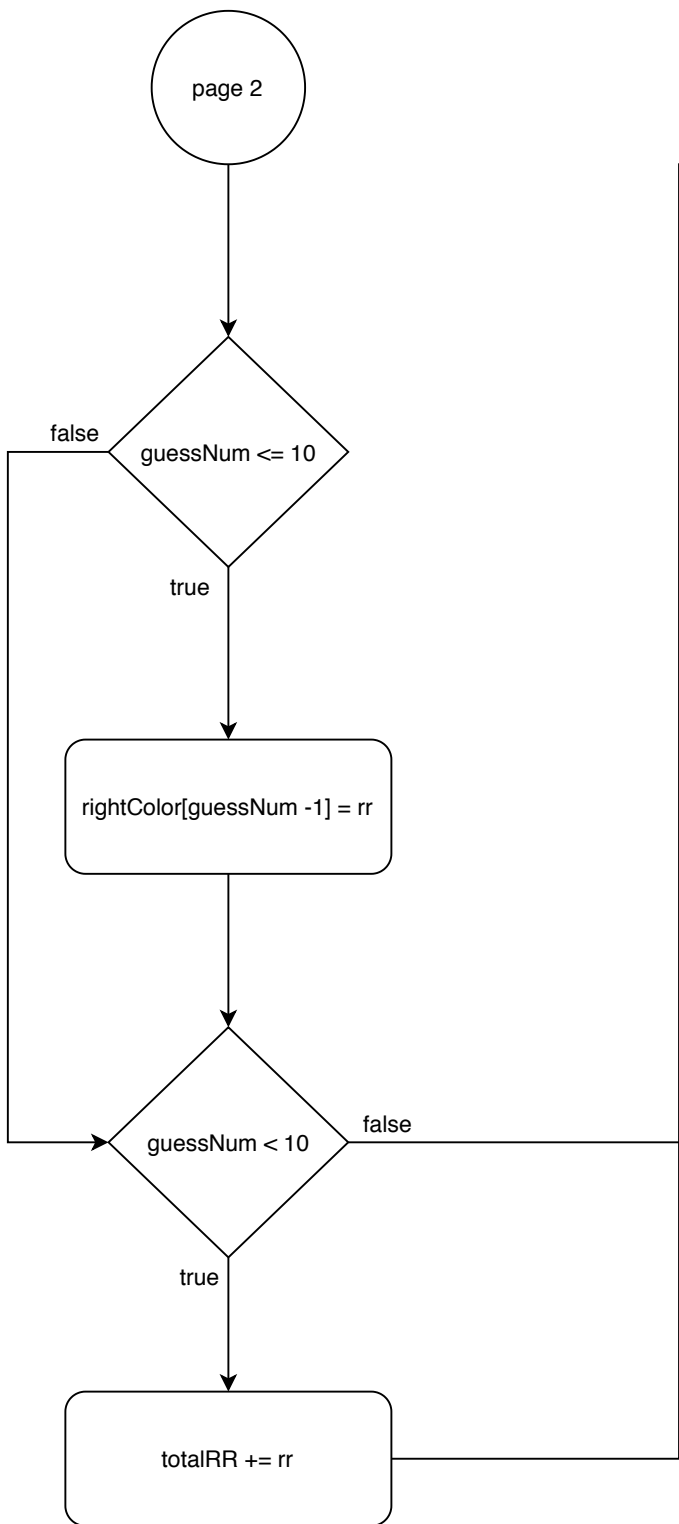 page 2
false
guessNum <= 10
true
rightColor[guessNum -1] = rr
false
guessNum < 10
true
totalRR += rr